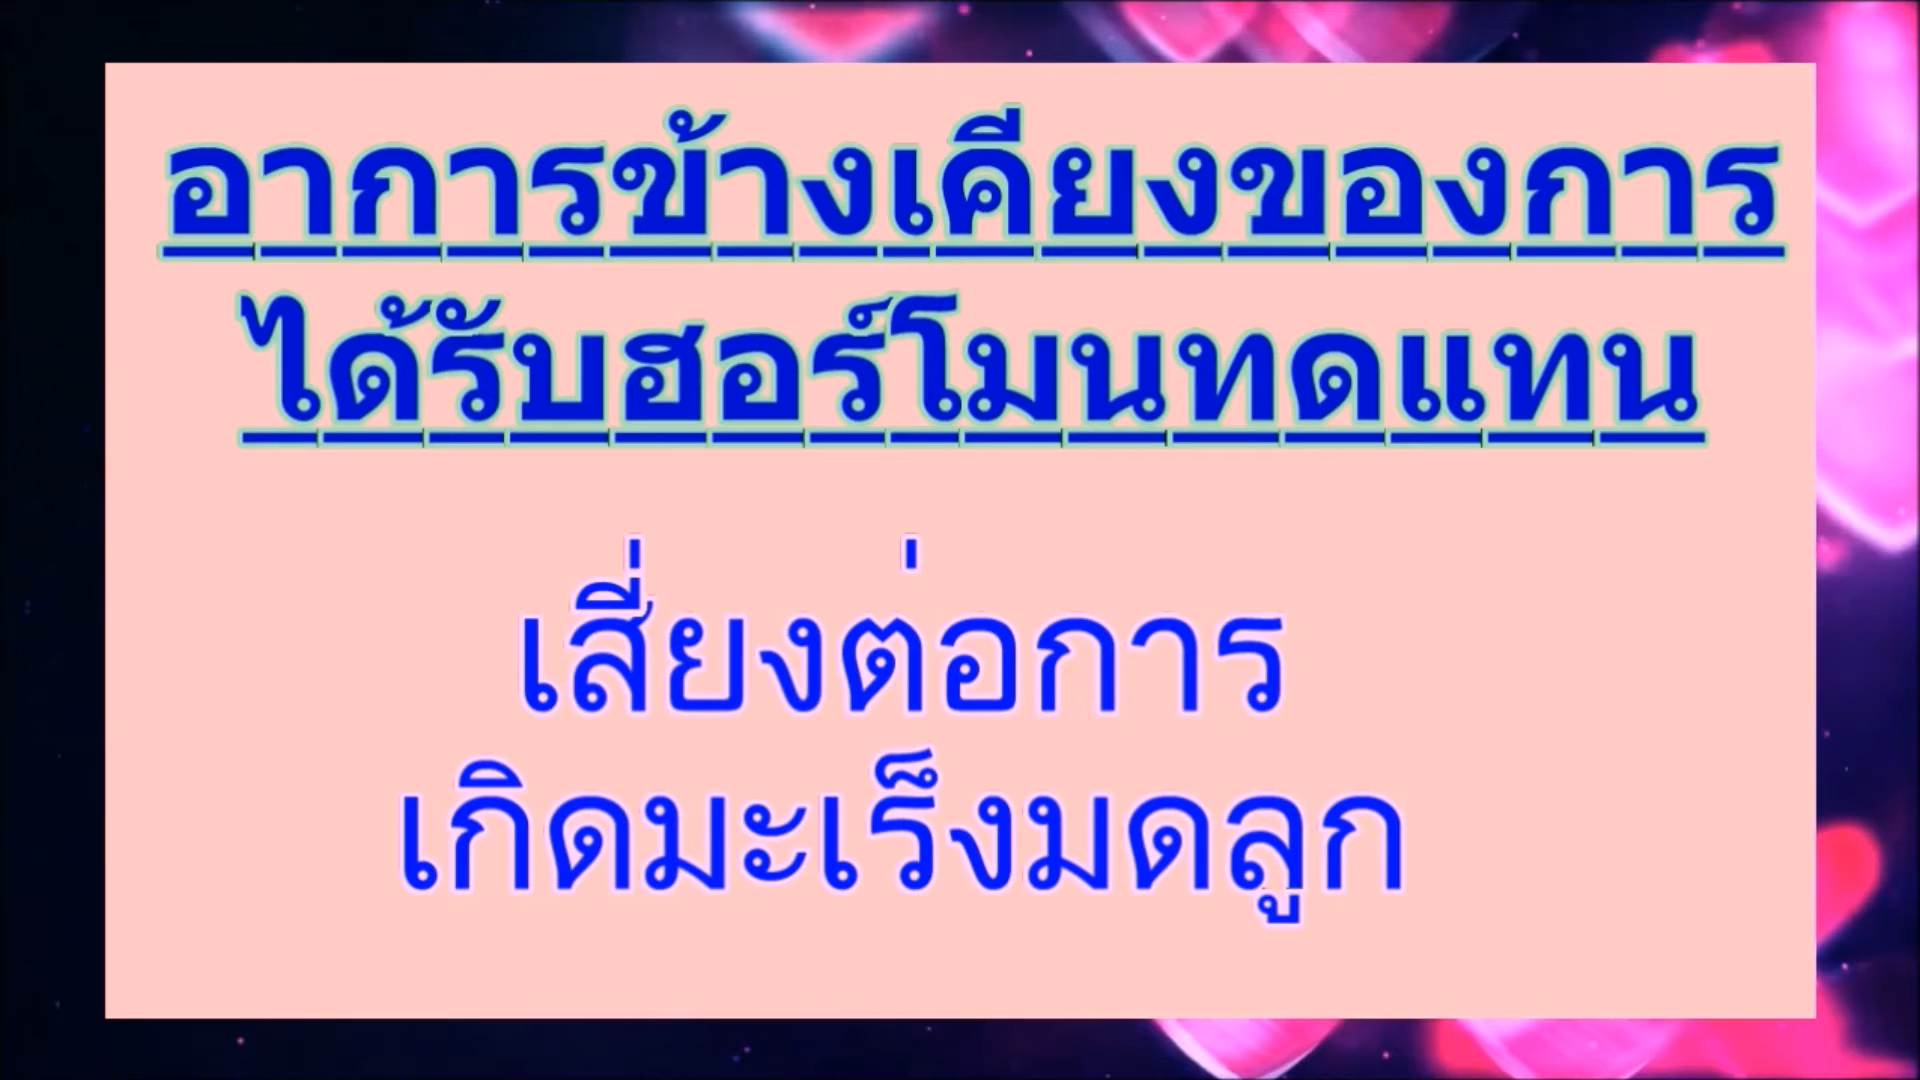 อาการข้างเคียงของการ
ได้รับฮอร์โมนทดแทน
เสี่ยงต่อการ
เกิดมะเร็งมดลูก